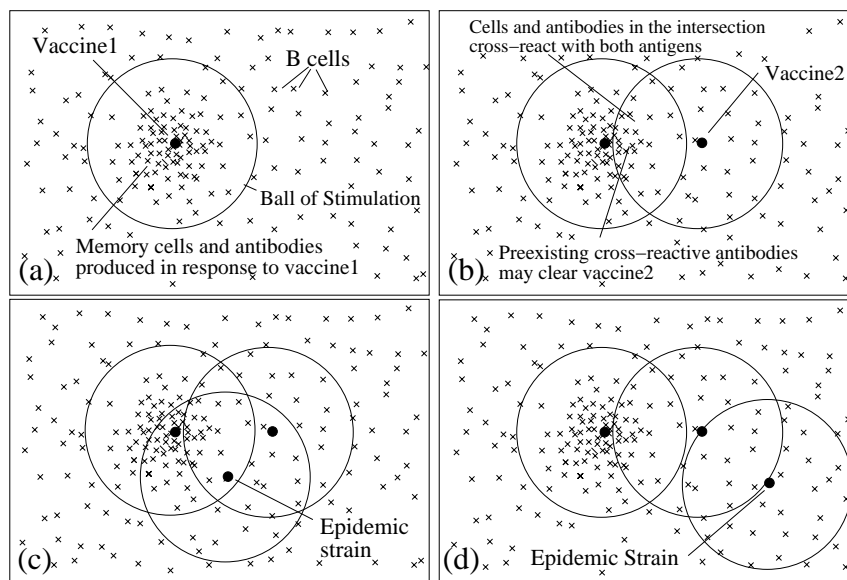 Vaccine1
B cells
Ball of Stimulation
Memory cells and antibodies
produced in response to vaccine1
(a)
Cells and antibodies in the intersection
cross−react with both antigens
Vaccine2
Preexisting cross−reactive antibodies
may clear vaccine2
(b)
Epidemic
strain
(c)
Epidemic Strain
(d)